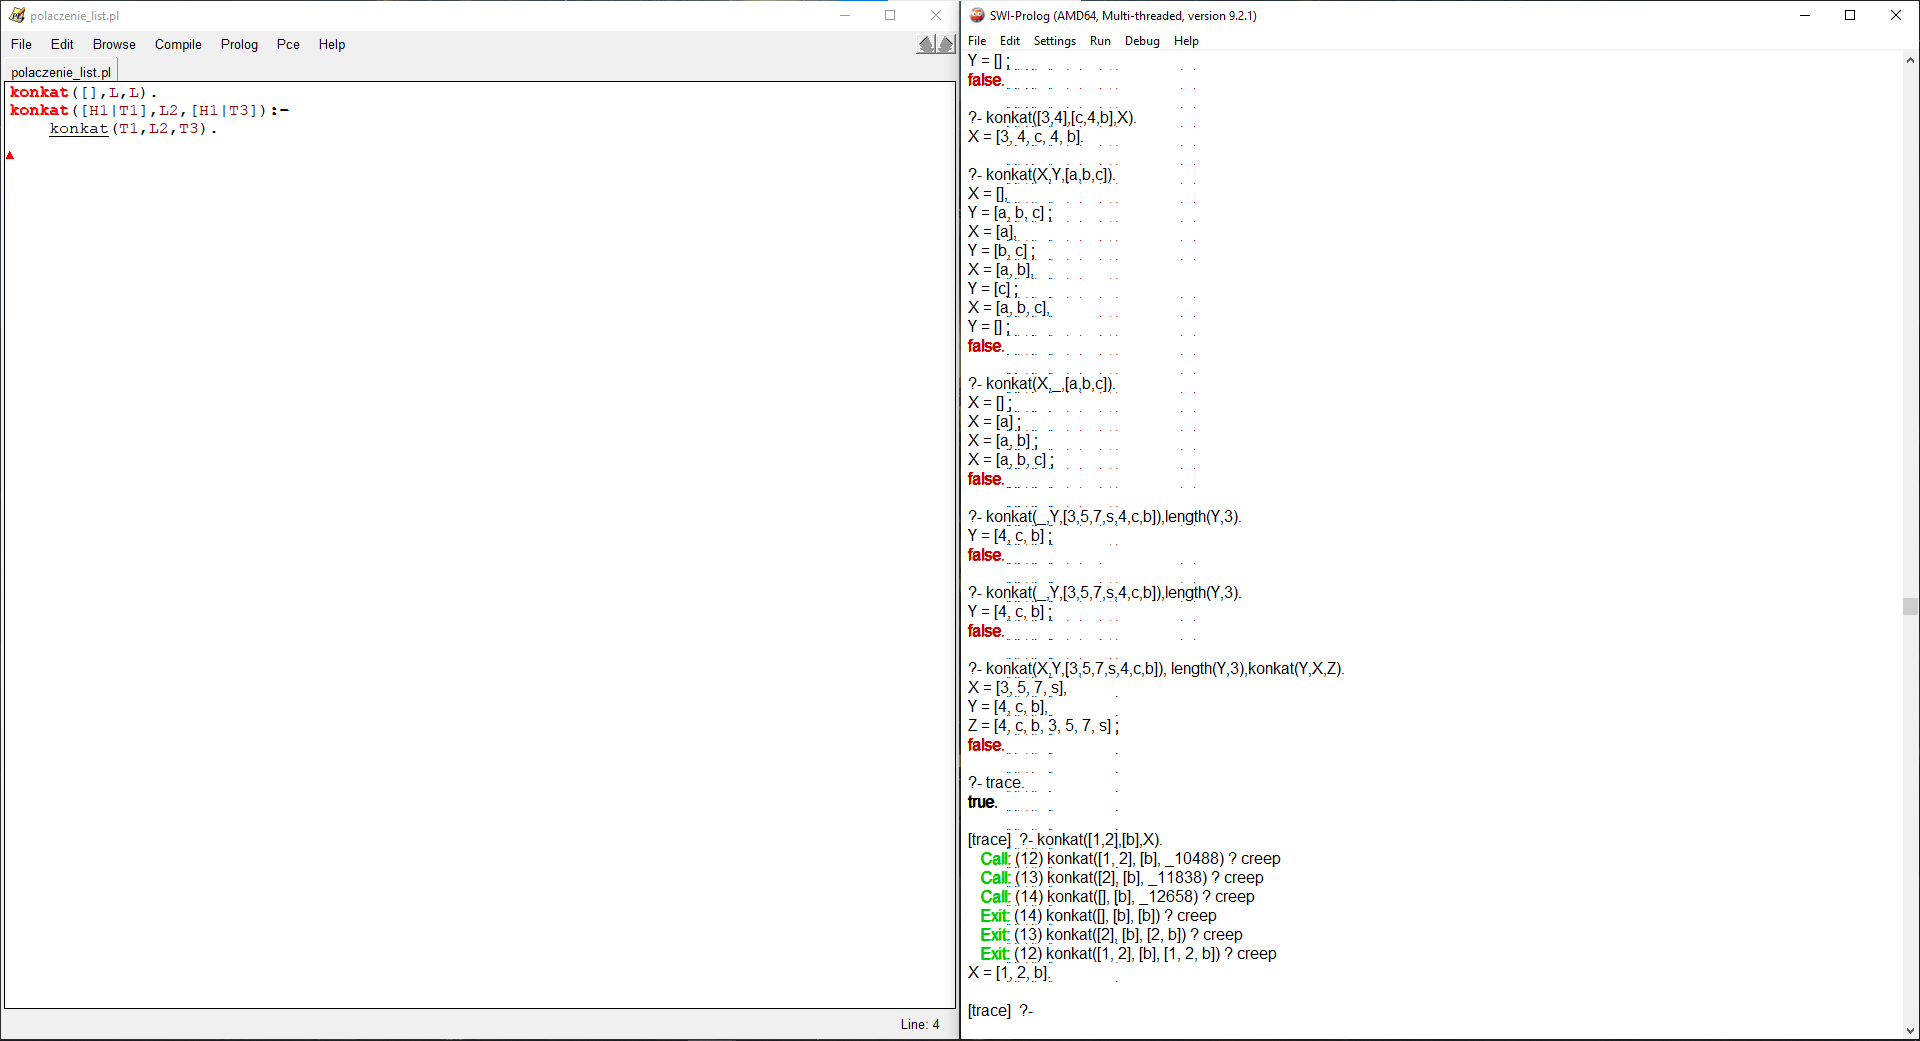 polaczenie_list.pl
File Edit Browse Compile Prolog Pce Help
polaczenie_list.pl
konkat([],L,L).
konkat([H1|T1],L2,[H1|T3]):-
    konkat(T1,L2,T3).
Line: 4
SWI-Prolog (AMD64, Multi-threaded, version 9.2.1)
File Edit Settings Run Debug Help
Y = [] ;
false.
?- konkat([3,4],[c,4,b],X).
X = [3, 4, c, 4, b].
?- konkat(X,Y,[a,b,c]).
X = [],
Y = [a, b, c] ;
X = [a],
Y = [b, c] ;
X = [a, b],
Y = [c] ;
X = [a, b, c],
Y = [] ;
false.
?- konkat(X,_,[a,b,c]).
X = [] ;
X = [a] ;
X = [a, b] ;
X = [a, b, c] ;
false.
?- konkat(_,Y,[3,5,7,s,4,c,b]),length(Y,3).
Y = [4, c, b] ;
false.
?- konkat(_,Y,[3,5,7,s,4,c,b]),length(Y,3).
Y = [4, c, b] ;
false.
?- konkat(X,Y,[3,5,7,s,4,c,b]), length(Y,3),konkat(Y,X,Z).
X = [3, 5, 7, s],
Y = [4, c, b],
Z = [4, c, b, 3, 5, 7, s] ;
false.
?- trace.
true.
[trace]  ?- konkat([1,2],[b],X).
   Call: (12) konkat([1, 2], [b], _10488) ? creep
   Call: (13) konkat([2], [b], _11838) ? creep
   Call: (14) konkat([], [b], _12658) ? creep
   Exit: (14) konkat([], [b], [b]) ? creep
   Exit: (13) konkat([2], [b], [2, b]) ? creep
   Exit: (12) konkat([1, 2], [b], [1, 2, b]) ? creep
X = [1, 2, b].
[trace]  ?-